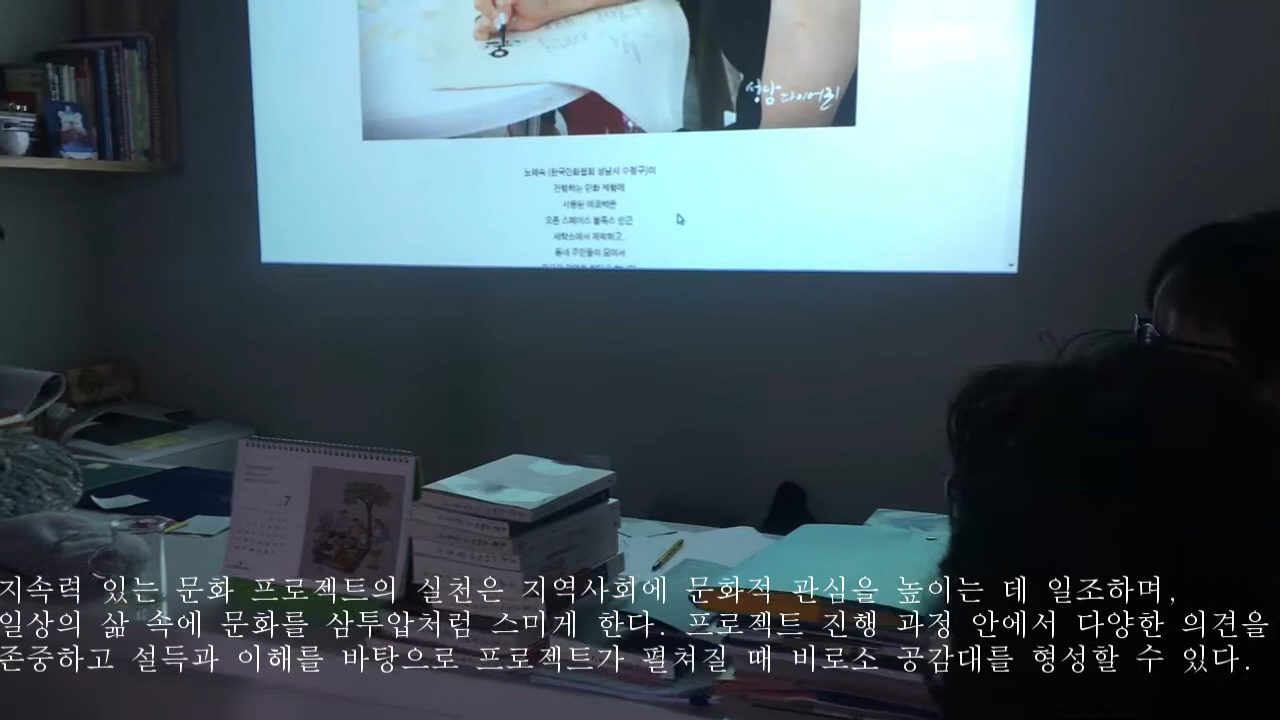 성남 다이어리
노혜숙 (한국민화협회 성남시 수정구)이
진행하는 민화 체험에
사용된 에코백은
오픈 스페이스 블록스 인근
세탁소에서 제작하고,
동네 주민들이 모여서
7
지속력 있는 문화 프로젝트의 실천은 지역사회에 문화적 관심을 높이는 데 일조하며,
일상의 삶 속에 문화를 삼투압처럼 스미게 한다. 프로젝트 진행 과정 안에서 다양한 의견을
존중하고 설득과 이해를 바탕으로 프로젝트가 펼쳐질 때 비로소 공감대를 형성할 수 있다.